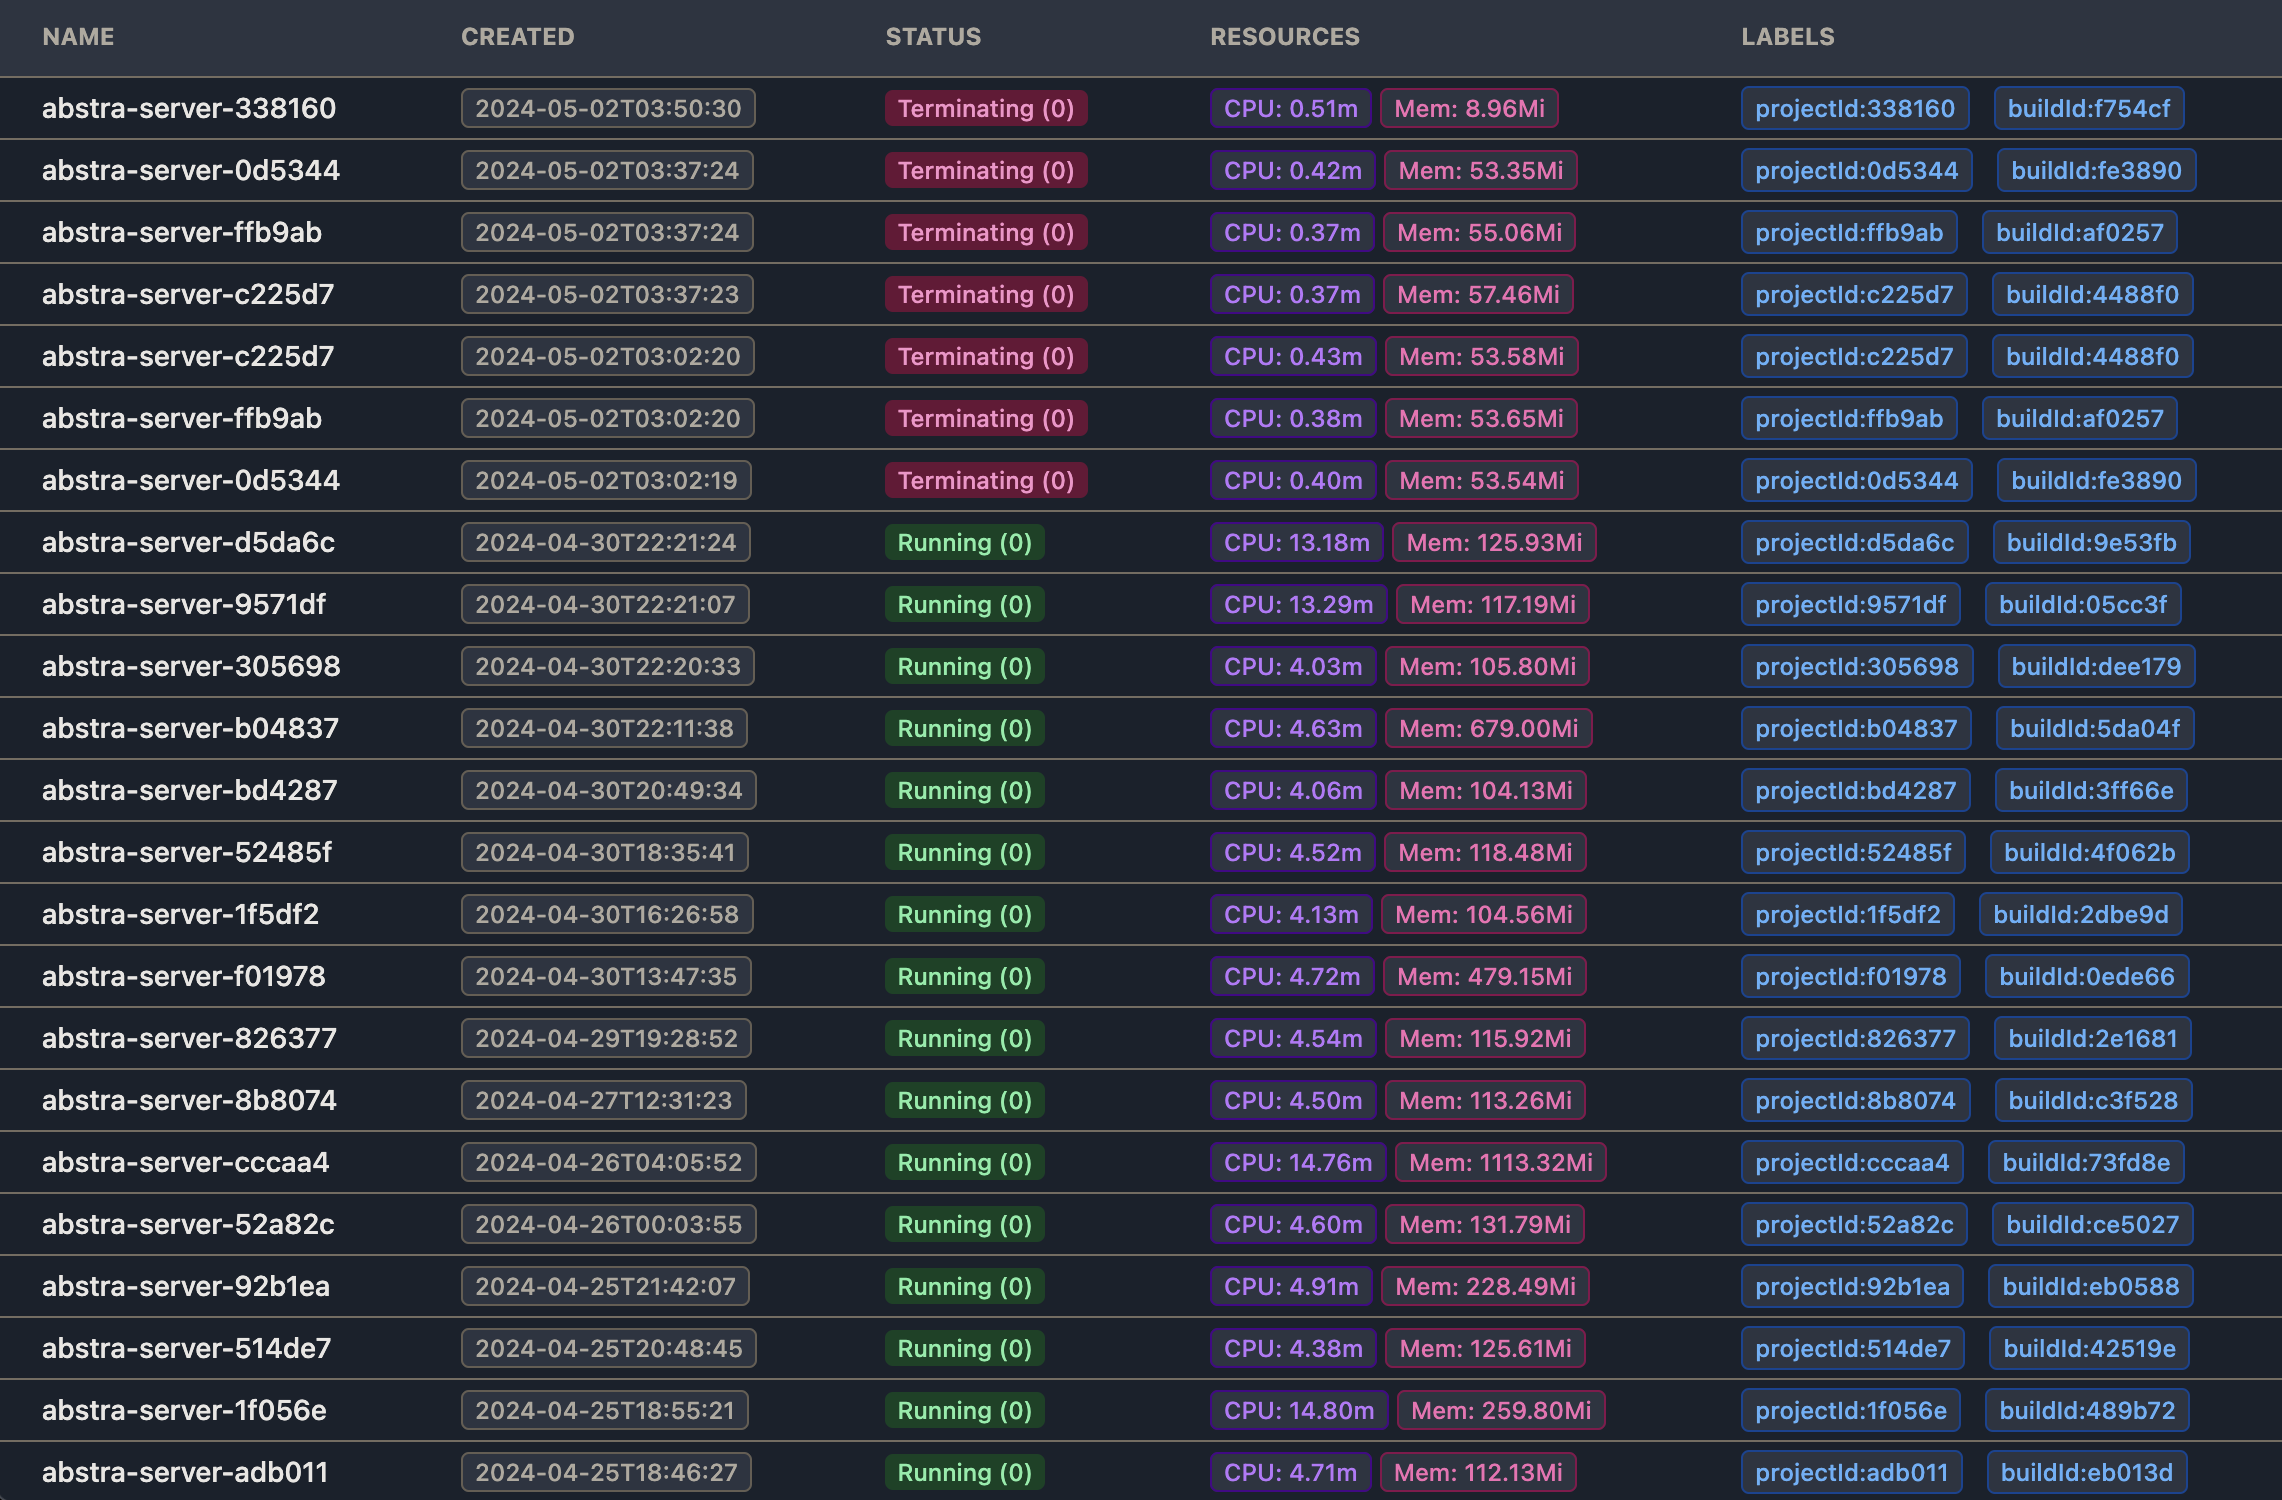 NAME CREATED STATUS RESOURCES LABELS
abstra-server-338160 2024-05-02T03:50:30 Terminating (0) CPU: 0.51m Mem: 8.96Mi projectId:338160 buildId:f754cf
abstra-server-0d5344 2024-05-02T03:37:24 Terminating (0) CPU: 0.42m Mem: 53.35Mi projectId:0d5344 buildId:fe3890
abstra-server-ffb9ab 2024-05-02T03:37:24 Terminating (0) CPU: 0.37m Mem: 55.06Mi projectId:ffb9ab buildId:af0257
abstra-server-c225d7 2024-05-02T03:37:23 Terminating (0) CPU: 0.37m Mem: 57.46Mi projectId:c225d7 buildId:4488f0
abstra-server-c225d7 2024-05-02T03:02:20 Terminating (0) CPU: 0.43m Mem: 53.58Mi projectId:c225d7 buildId:4488f0
abstra-server-ffb9ab 2024-05-02T03:02:20 Terminating (0) CPU: 0.38m Mem: 53.65Mi projectId:ffb9ab buildId:af0257
abstra-server-0d5344 2024-05-02T03:02:19 Terminating (0) CPU: 0.40m Mem: 53.54Mi projectId:0d5344 buildId:fe3890
abstra-server-d5da6c 2024-04-30T22:21:24 Running (0) CPU: 13.18m Mem: 125.93Mi projectId:d5da6c buildId:9e53fb
abstra-server-9571df 2024-04-30T22:21:07 Running (0) CPU: 13.29m Mem: 117.19Mi projectId:9571df buildId:05cc3f
abstra-server-305698 2024-04-30T22:20:33 Running (0) CPU: 4.03m Mem: 105.80Mi projectId:305698 buildId:dee179
abstra-server-b04837 2024-04-30T22:11:38 Running (0) CPU: 4.63m Mem: 679.00Mi projectId:b04837 buildId:5da04f
abstra-server-bd4287 2024-04-30T20:49:34 Running (0) CPU: 4.06m Mem: 104.13Mi projectId:bd4287 buildId:3ff66e
abstra-server-52485f 2024-04-30T18:35:41 Running (0) CPU: 4.52m Mem: 118.48Mi projectId:52485f buildId:4f062b
abstra-server-1f5df2 2024-04-30T16:26:58 Running (0) CPU: 4.13m Mem: 104.56Mi projectId:1f5df2 buildId:2dbe9d
abstra-server-f01978 2024-04-30T13:47:35 Running (0) CPU: 4.72m Mem: 479.15Mi projectId:f01978 buildId:0ede66
abstra-server-826377 2024-04-29T19:28:52 Running (0) CPU: 4.54m Mem: 115.92Mi projectId:826377 buildId:2e1681
abstra-server-8b8074 2024-04-27T12:31:23 Running (0) CPU: 4.50m Mem: 113.26Mi projectId:8b8074 buildId:c3f528
abstra-server-cccaa4 2024-04-26T04:05:52 Running (0) CPU: 14.76m Mem: 1113.32Mi projectId:cccaa4 buildId:73fd8e
abstra-server-52a82c 2024-04-26T00:03:55 Running (0) CPU: 4.60m Mem: 131.79Mi projectId:52a82c buildId:ce5027
abstra-server-92b1ea 2024-04-25T21:42:07 Running (0) CPU: 4.91m Mem: 228.49Mi projectId:92b1ea buildId:eb0588
abstra-server-514de7 2024-04-25T20:48:45 Running (0) CPU: 4.38m Mem: 125.61Mi projectId:514de7 buildId:42519e
abstra-server-1f056e 2024-04-25T18:55:21 Running (0) CPU: 14.80m Mem: 259.80Mi projectId:1f056e buildId:489b72
abstra-server-adb011 2024-04-25T18:46:27 Running (0) CPU: 4.71m Mem: 112.13Mi projectId:adb011 buildId:eb013d